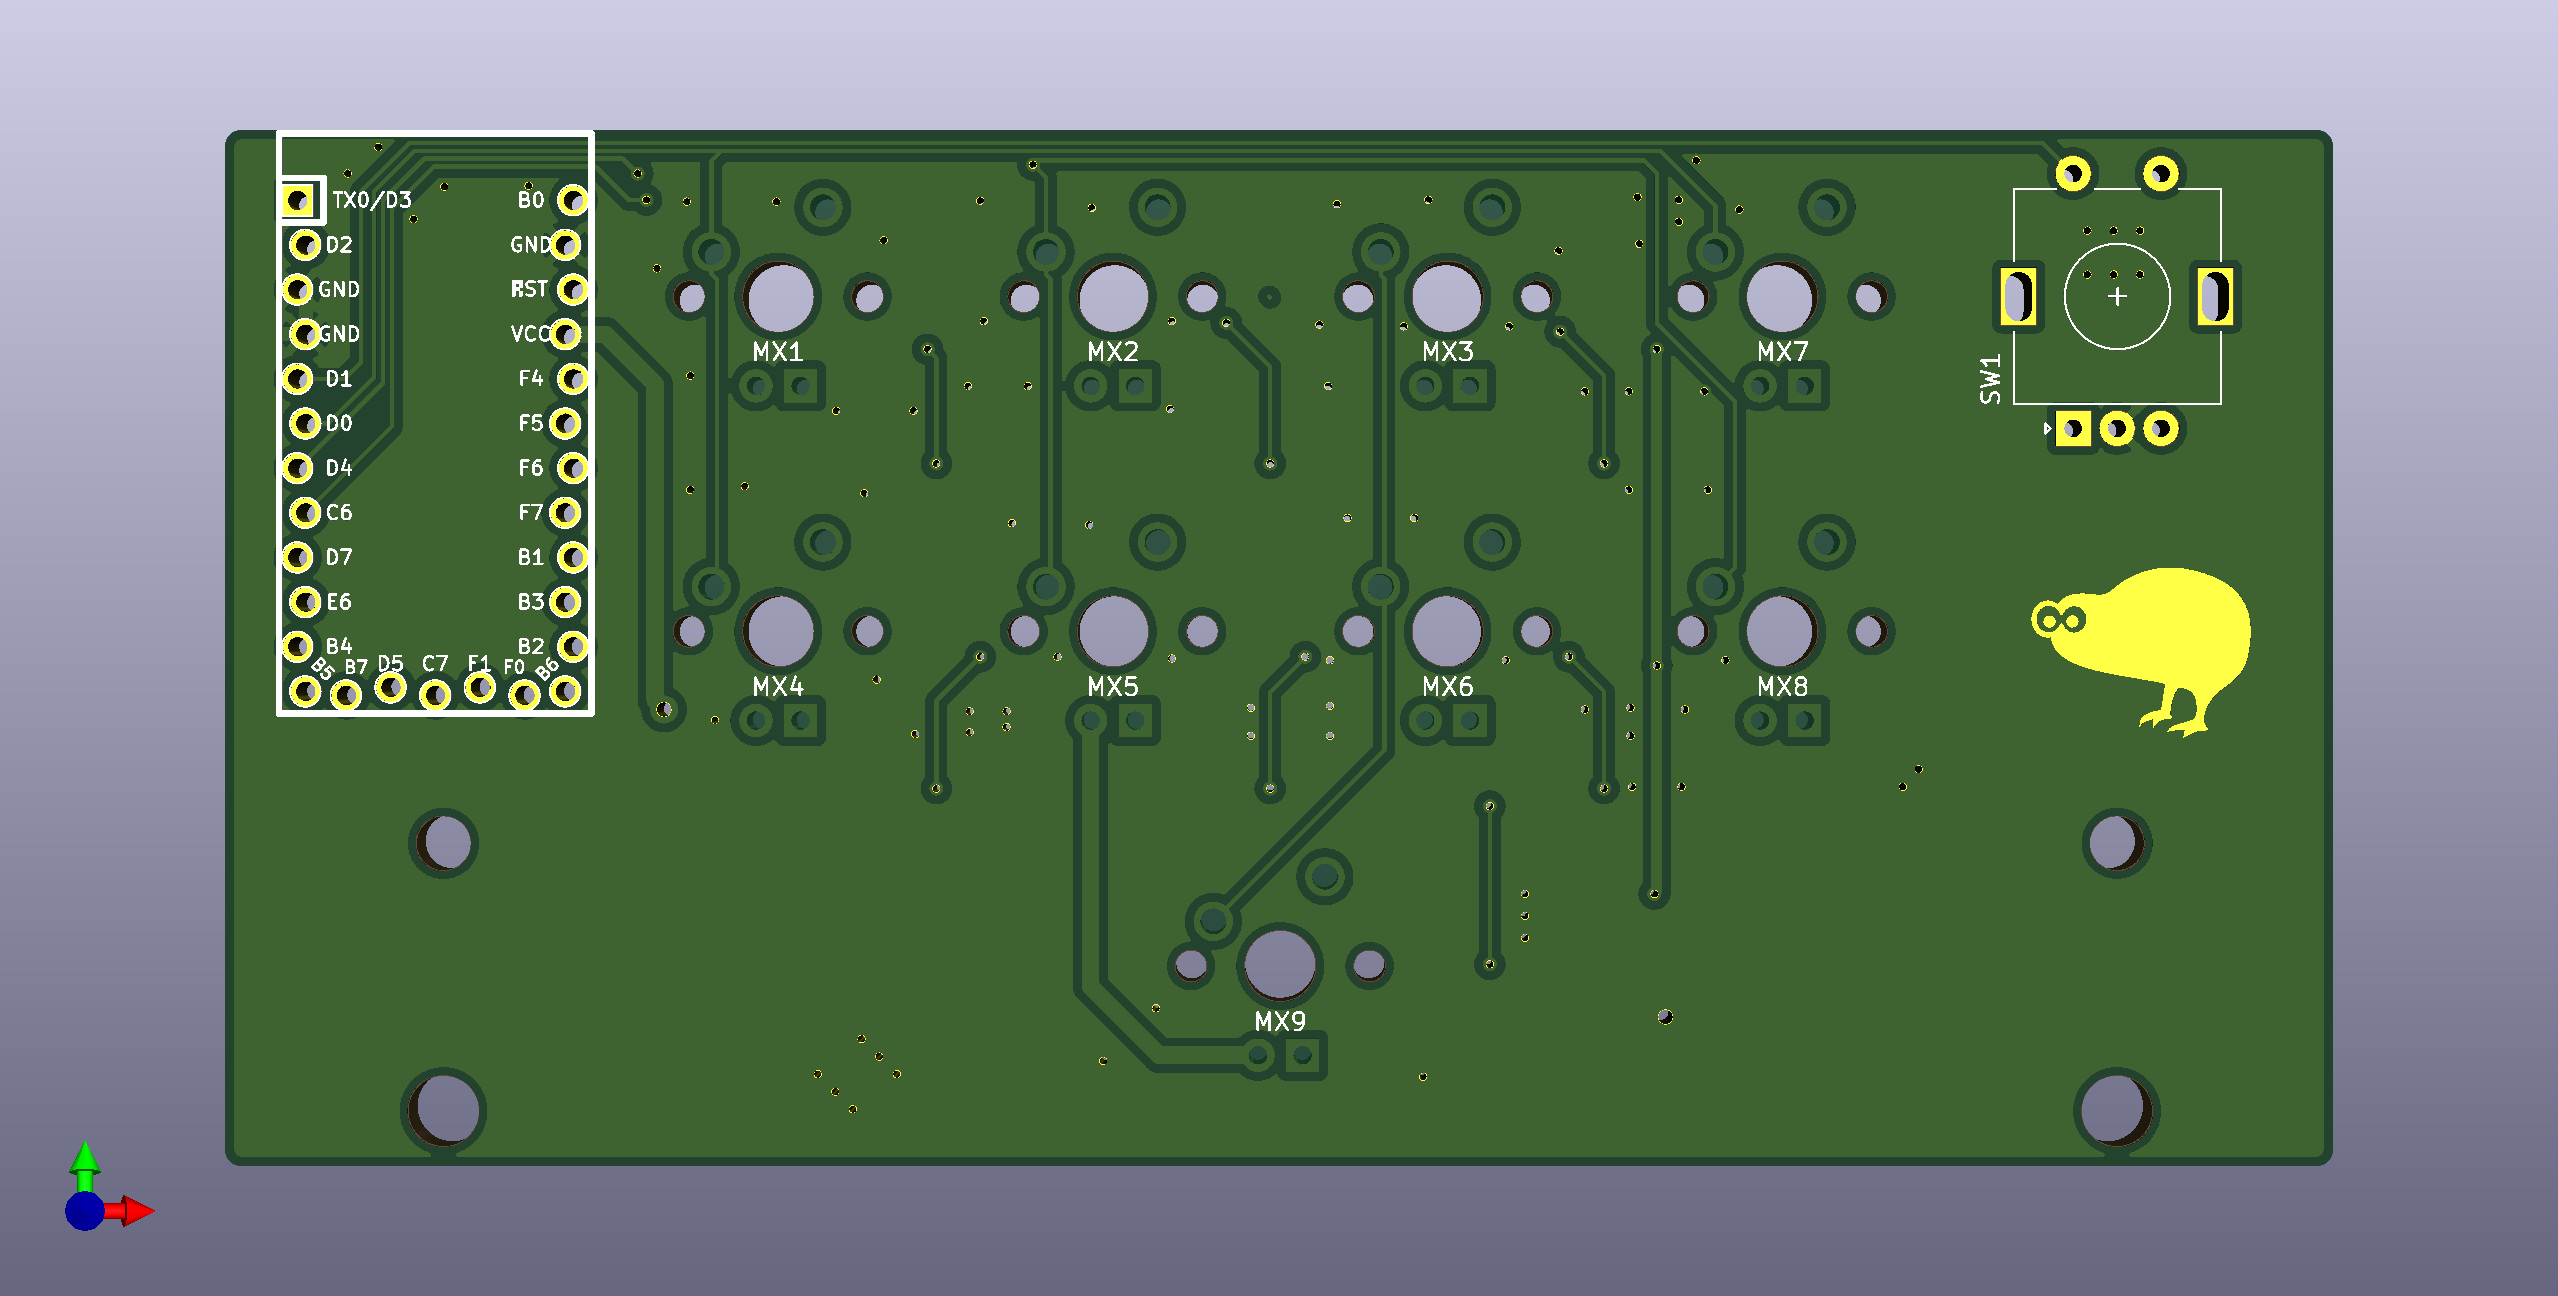 TX0/D3 B0
D2 GND
GND RST
GND VCC
D1 F4
D0 F5
D4 F6
C6 F7
D7 B1
E6 B3
B4 B2
B5 B7 D5 C7 F1 F0 B6
MX1 MX2 MX3 MX7
SW1
MX4 MX5 MX6 MX8
MX9